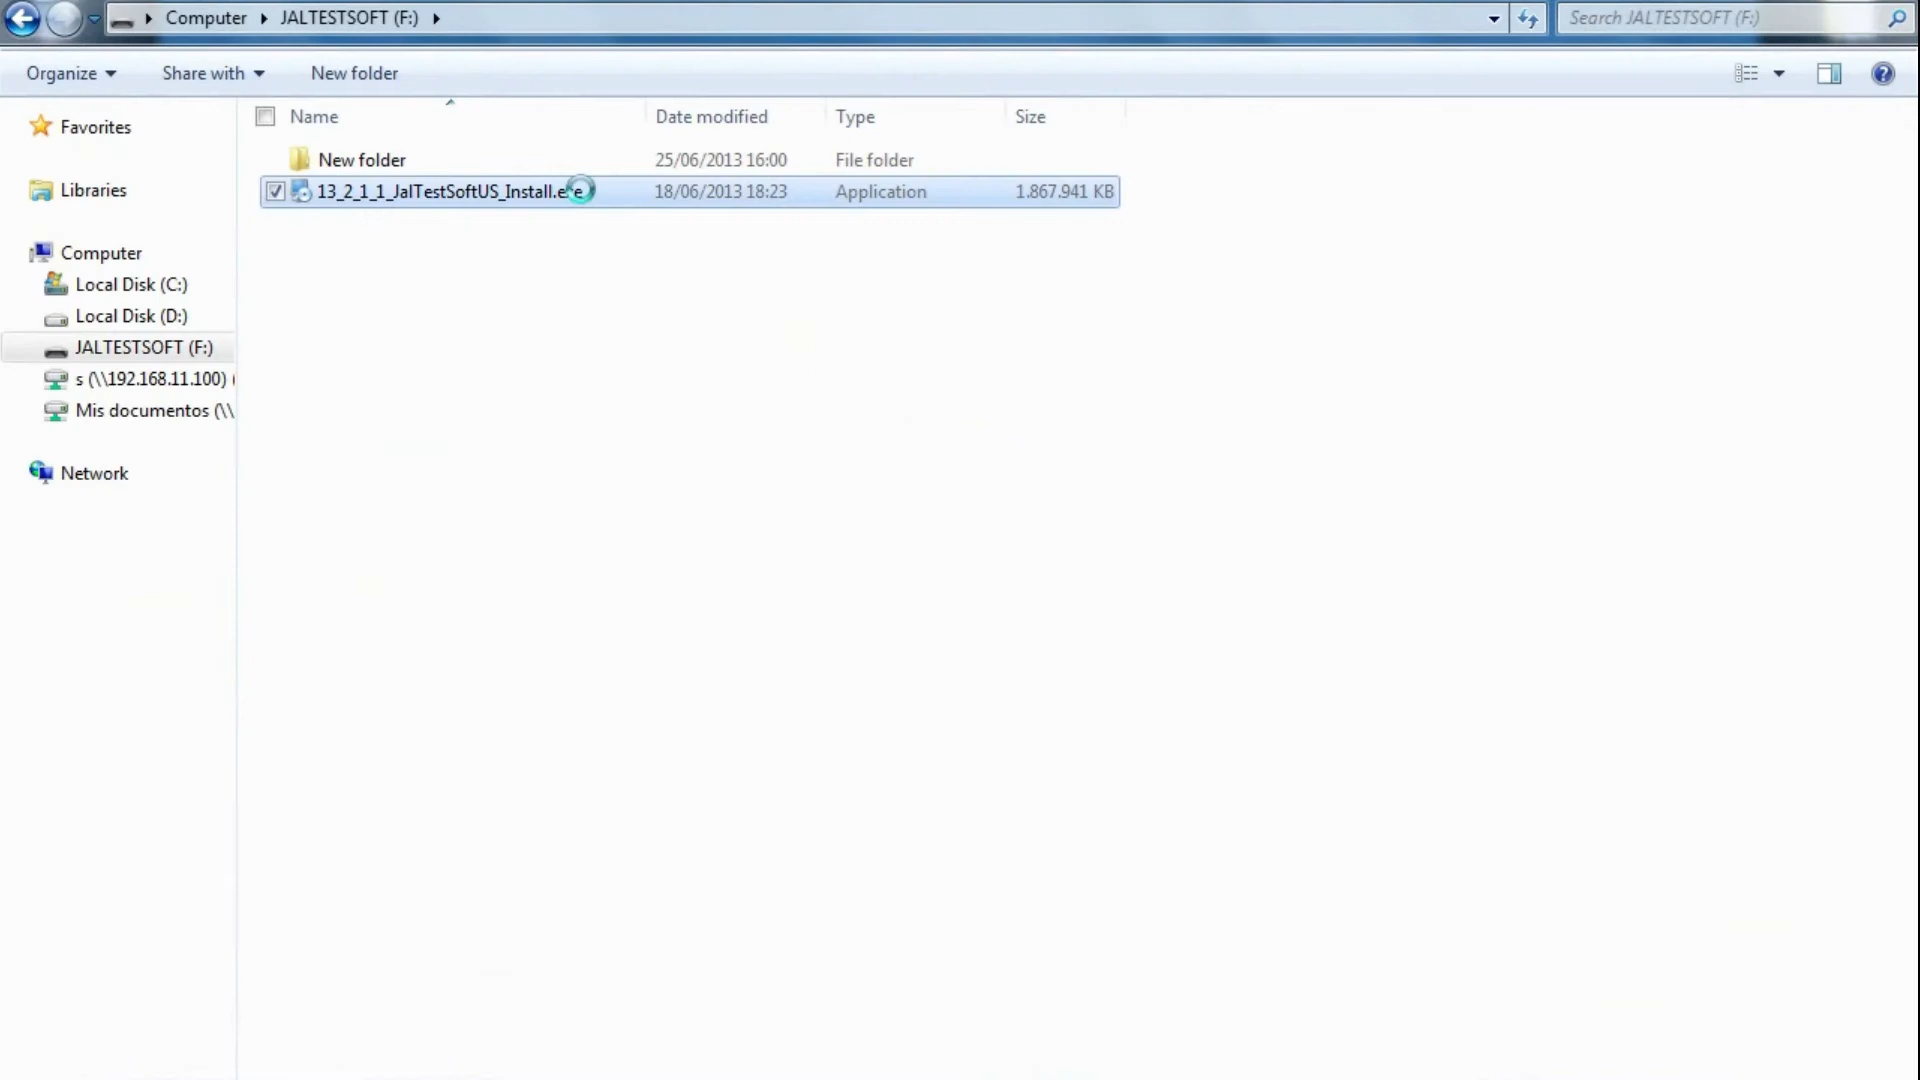 Computer JALTESTSOFT (F:)
Search JALTESTSOFT (F:)
Organize Share with New folder
Name Date modified Type Size
New folder 25/06/2013 16:00 File folder
13_2_1_1_JalTestSoftUS_Install.exe 18/06/2013 18:23 Application 1.867.941 KB
Favorites
Libraries
Computer
Local Disk (C:)
Local Disk (D:)
JALTESTSOFT (F:)
s (\\192.168.11.100) (
Mis documentos (\\
Network